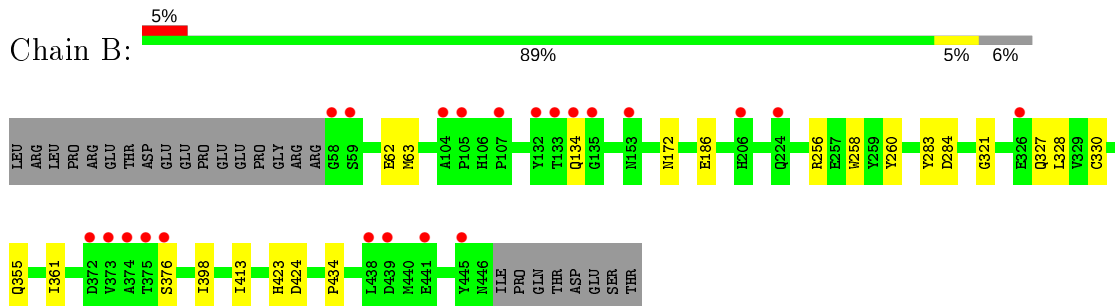 5%
Chain B: 89% 5% 6%
LEU ARG LEU PRO ARG GLU THR ASP GLU GLU PRO GLU GLU PRO GLY ARG ARG G58 S59 E62 M63 A104 P105 H106 P107 Y132 T133 Q134 G135 N153 N172 E186 H206 Q224 R256 E257 W258 Y259 Y260 Y283 D284 G321 E326 Q327 L328 V329 C330
Q355 I361 D372 V373 A374 T375 S376 I398 I413 H423 D424 P434 L438 D439 M440 E441 Y445 N446 ILE PRO GLN THR ASP GLU SER THR